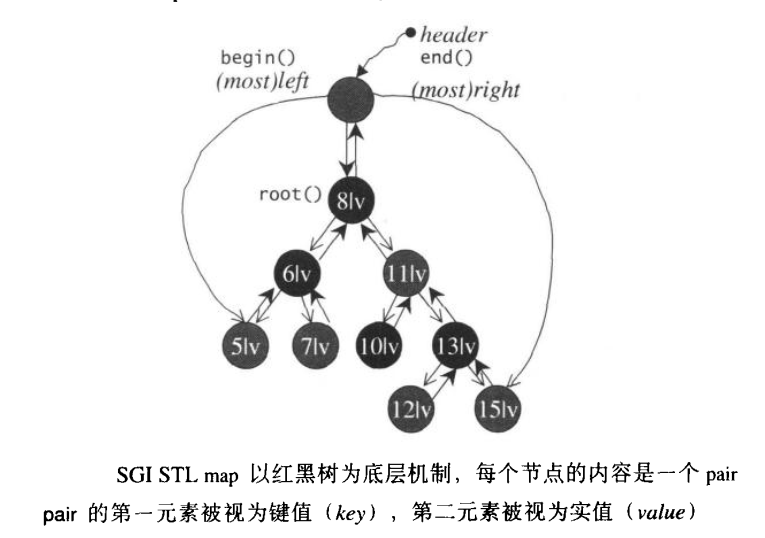 header
begin()
end()
(most)left
(most)right
root()
8|v
6|v
11|v
5|v
7|v
10|v
13|v
12|v
15|v
SGI STL map 以红黑树为底层机制，每个节点的内容是一个 pair
pair 的第一元素被视为键值（key），第二元素被视为实值（value）